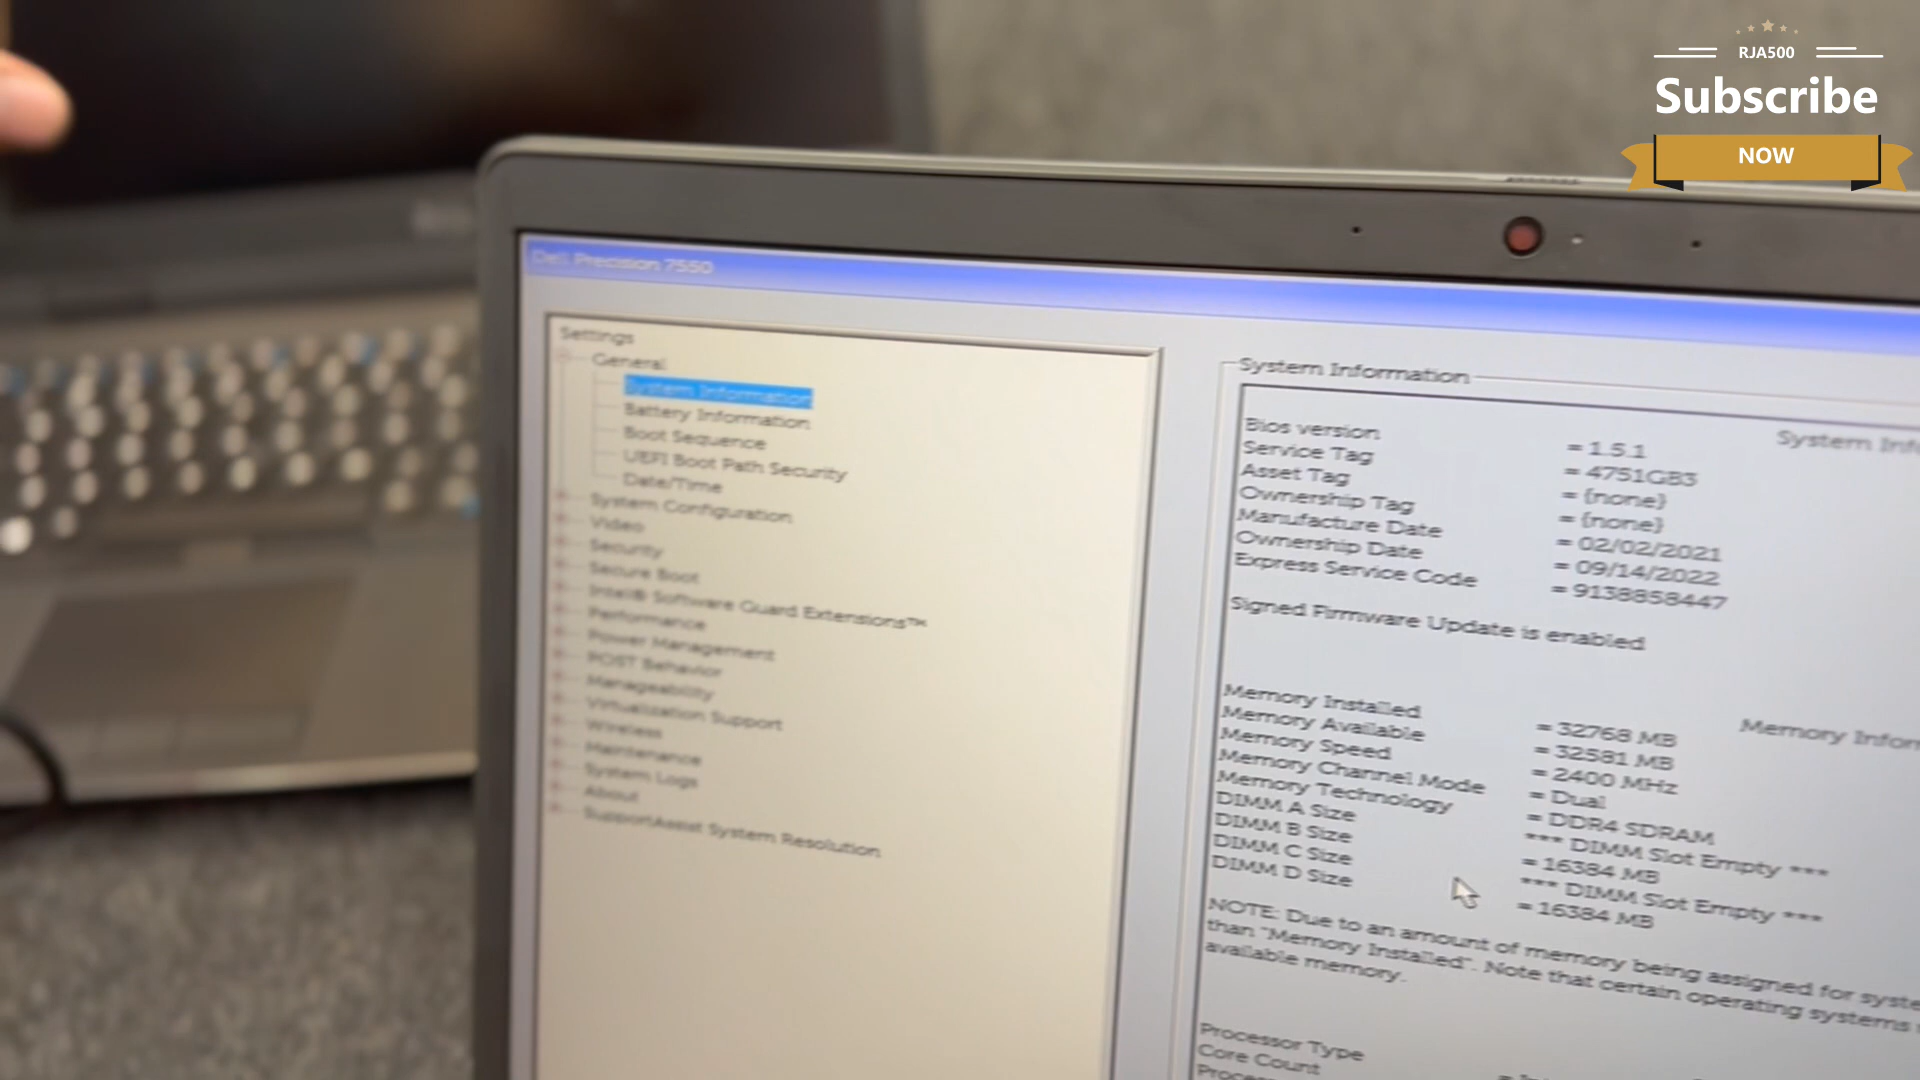 RJA500
Subscribe
NOW
Dell Precision 7550
Settings
General
System Information
Battery Information
Boot Sequence
UEFI Boot Path Security
Date/Time
System Configuration
Video
Security
Secure Boot
Intel® Software Guard Extensions™
Performance
Power Management
POST Behavior
Manageability
Virtualization Support
Wireless
Maintenance
System Logs
About
SupportAssist System Resolution
System Information
System Info
Bios version = 1.5.1
Service Tag = 4751GB3
Asset Tag = {none}
Ownership Tag = {none}
Manufacture Date = 02/02/2021
Ownership Date = 09/14/2022
Express Service Code = 9138858447
Signed Firmware Update is enabled
Memory Infor
Memory Installed = 32768 MB
Memory Available = 32581 MB
Memory Speed = 2400 MHz
Memory Channel Mode = Dual
Memory Technology = DDR4 SDRAM
DIMM A Size *** DIMM Slot Empty ***
DIMM B Size = 16384 MB
DIMM C Size *** DIMM Slot Empty ***
DIMM D Size = 16384 MB
NOTE: Due to an amount of memory being assigned for syste
than "Memory Installed". Note that certain operating systems
available memory.
Processor Type
Core Count
Proces